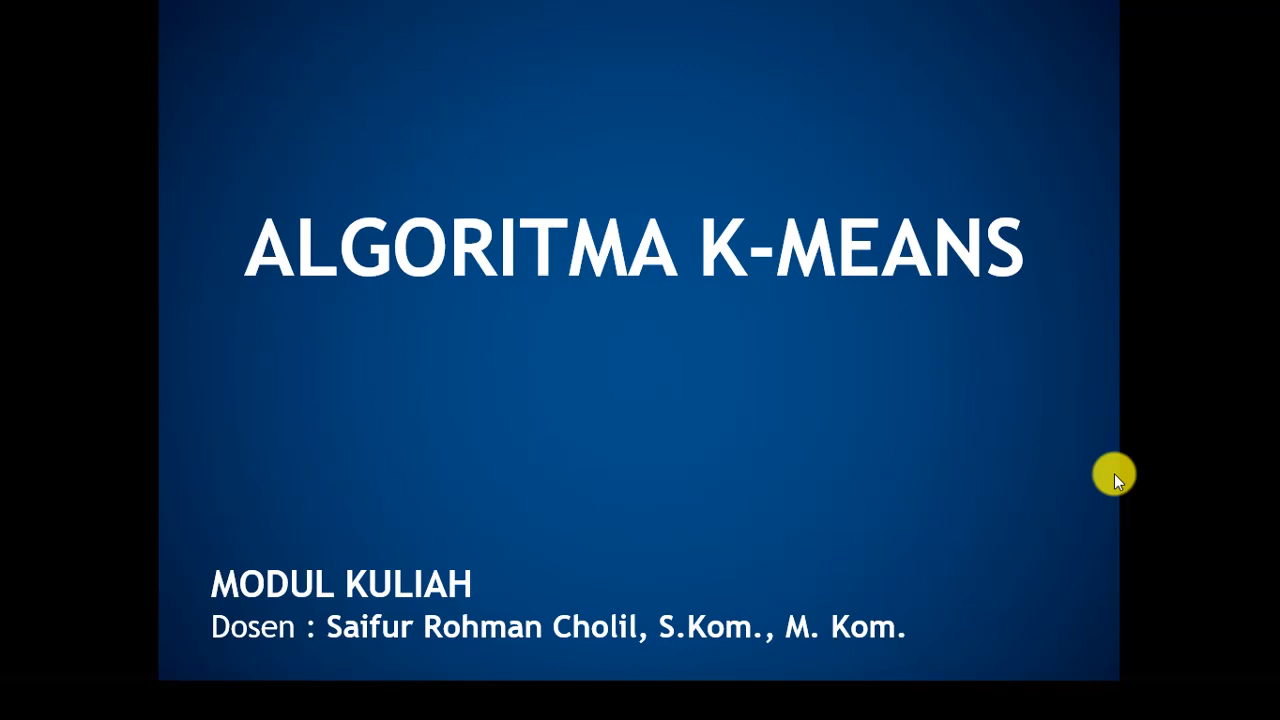 ALGORITMA K-MEANS
MODUL KULIAH
Dosen : Saifur Rohman Cholil, S.Kom., M. Kom.